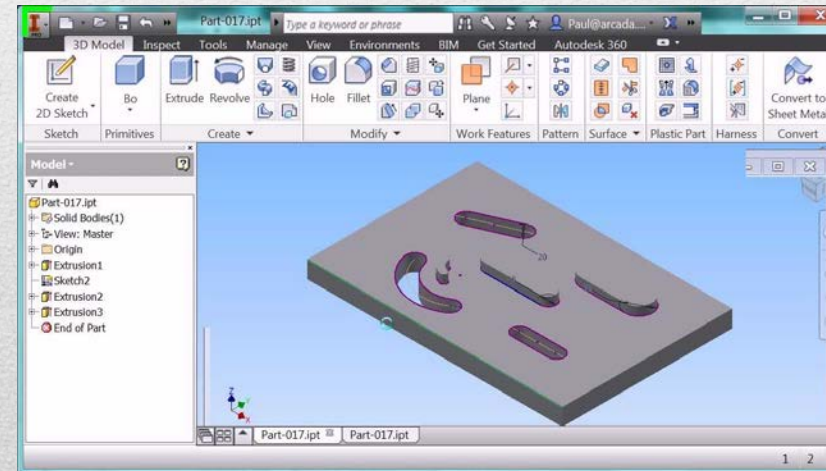 Part-017.ipt Type a keyword or phrase Paul@arcada...
3D Model Inspect Tools Manage View Environments BIM Get Started Autodesk 360
Create
2D Sketch
Bo
Extrude Revolve
Hole Fillet
Plane
Convert to
Sheet Meta
Sketch Primitives Create Modify Work Features Pattern Surface Plastic Part Harness Convert
Model
Part-017.ipt
Solid Bodies(1)
View: Master
Origin
Extrusion1
Sketch2
Extrusion2
Extrusion3
End of Part
20
Z
Y
X
Part-017.ipt Part-017.ipt
1 2